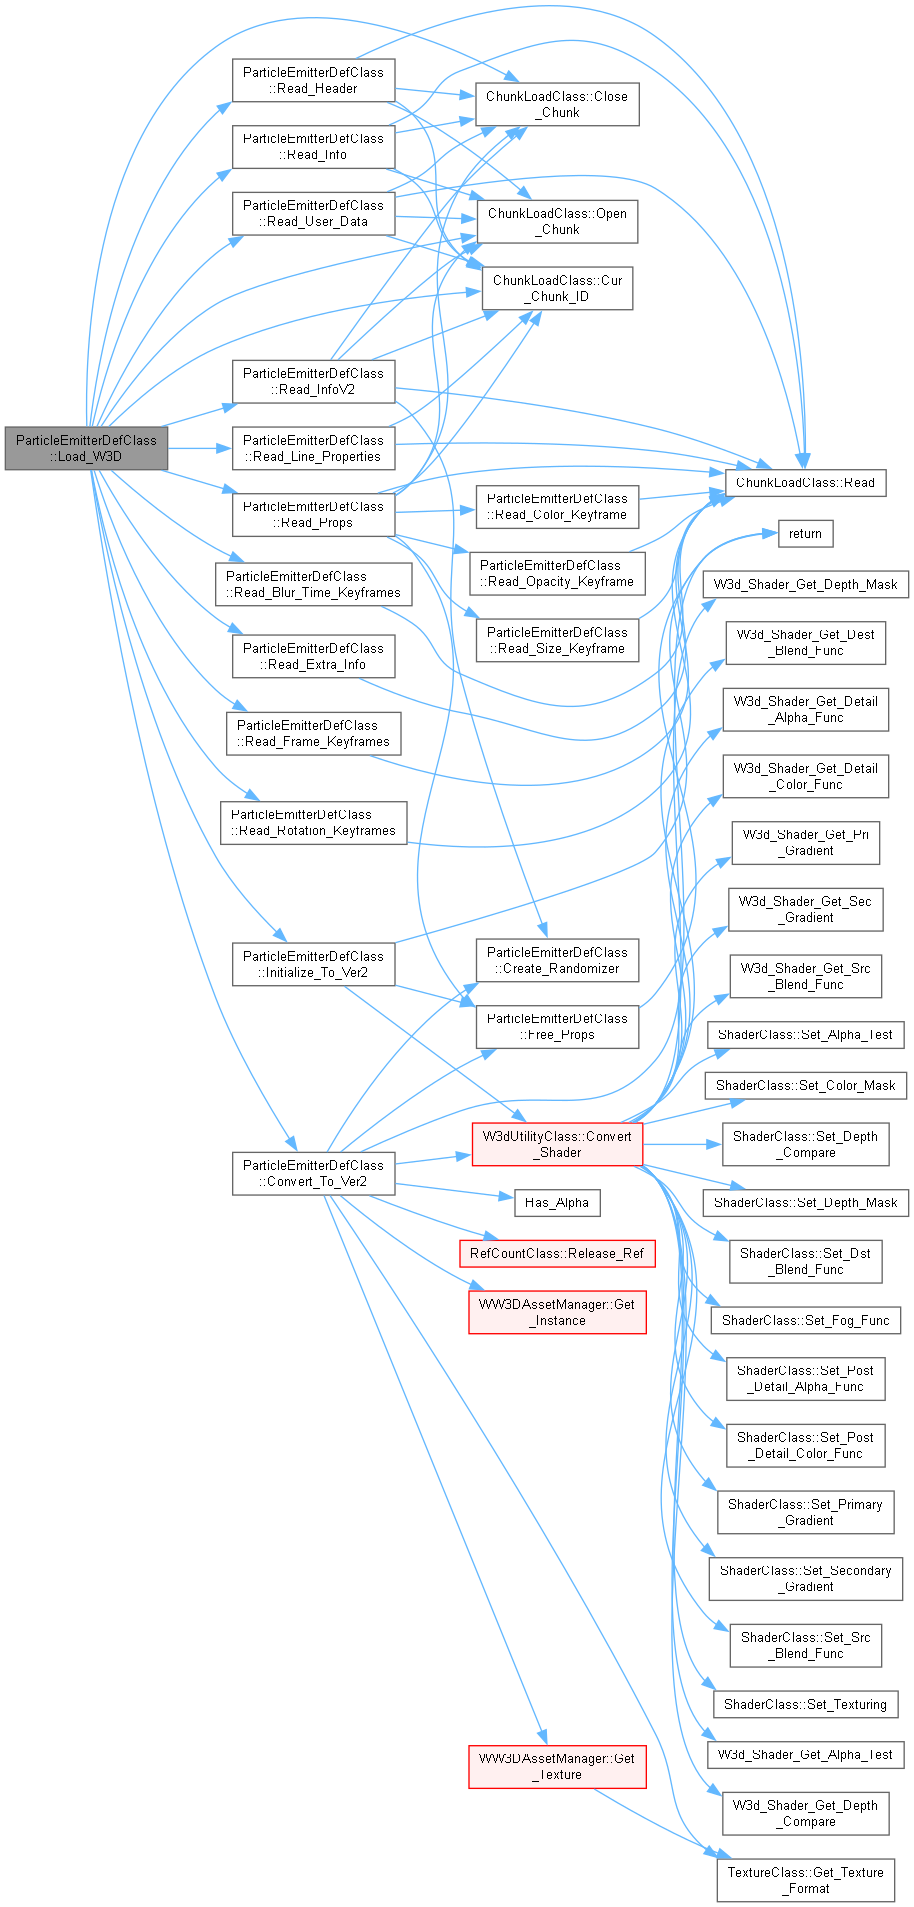 ParticleEmitterDefClass
::Load_W3D
ParticleEmitterDefClass
::Read_Header
ParticleEmitterDefClass
::Read_Info
ParticleEmitterDefClass
::Read_User_Data
ParticleEmitterDefClass
::Read_InfoV2
ParticleEmitterDefClass
::Read_Line_Properties
ParticleEmitterDefClass
::Read_Props
ParticleEmitterDefClass
::Read_Blur_Time_Keyframes
ParticleEmitterDefClass
::Read_Extra_Info
ParticleEmitterDefClass
::Read_Frame_Keyframes
ParticleEmitterDefClass
::Read_Rotation_Keyframes
ParticleEmitterDefClass
::Initialize_To_Ver2
ParticleEmitterDefClass
::Convert_To_Ver2
ChunkLoadClass::Close
_Chunk
ChunkLoadClass::Open
_Chunk
ChunkLoadClass::Cur
_Chunk_ID
ParticleEmitterDefClass
::Read_Color_Keyframe
ParticleEmitterDefClass
::Read_Opacity_Keyframe
ParticleEmitterDefClass
::Read_Size_Keyframe
ParticleEmitterDefClass
::Create_Randomizer
ParticleEmitterDefClass
::Free_Props
W3dUtilityClass::Convert
_Shader
Has_Alpha
RefCountClass::Release_Ref
WW3DAssetManager::Get
_Instance
WW3DAssetManager::Get
_Texture
ChunkLoadClass::Read
return
W3d_Shader_Get_Depth_Mask
W3d_Shader_Get_Dest
_Blend_Func
W3d_Shader_Get_Detail
_Alpha_Func
W3d_Shader_Get_Detail
_Color_Func
W3d_Shader_Get_Pri
_Gradient
W3d_Shader_Get_Sec
_Gradient
W3d_Shader_Get_Src
_Blend_Func
ShaderClass::Set_Alpha_Test
ShaderClass::Set_Color_Mask
ShaderClass::Set_Depth
_Compare
ShaderClass::Set_Depth_Mask
ShaderClass::Set_Dst
_Blend_Func
ShaderClass::Set_Fog_Func
ShaderClass::Set_Post
_Detail_Alpha_Func
ShaderClass::Set_Post
_Detail_Color_Func
ShaderClass::Set_Primary
_Gradient
ShaderClass::Set_Secondary
_Gradient
ShaderClass::Set_Src
_Blend_Func
ShaderClass::Set_Texturing
W3d_Shader_Get_Alpha_Test
W3d_Shader_Get_Depth
_Compare
TextureClass::Get_Texture
_Format